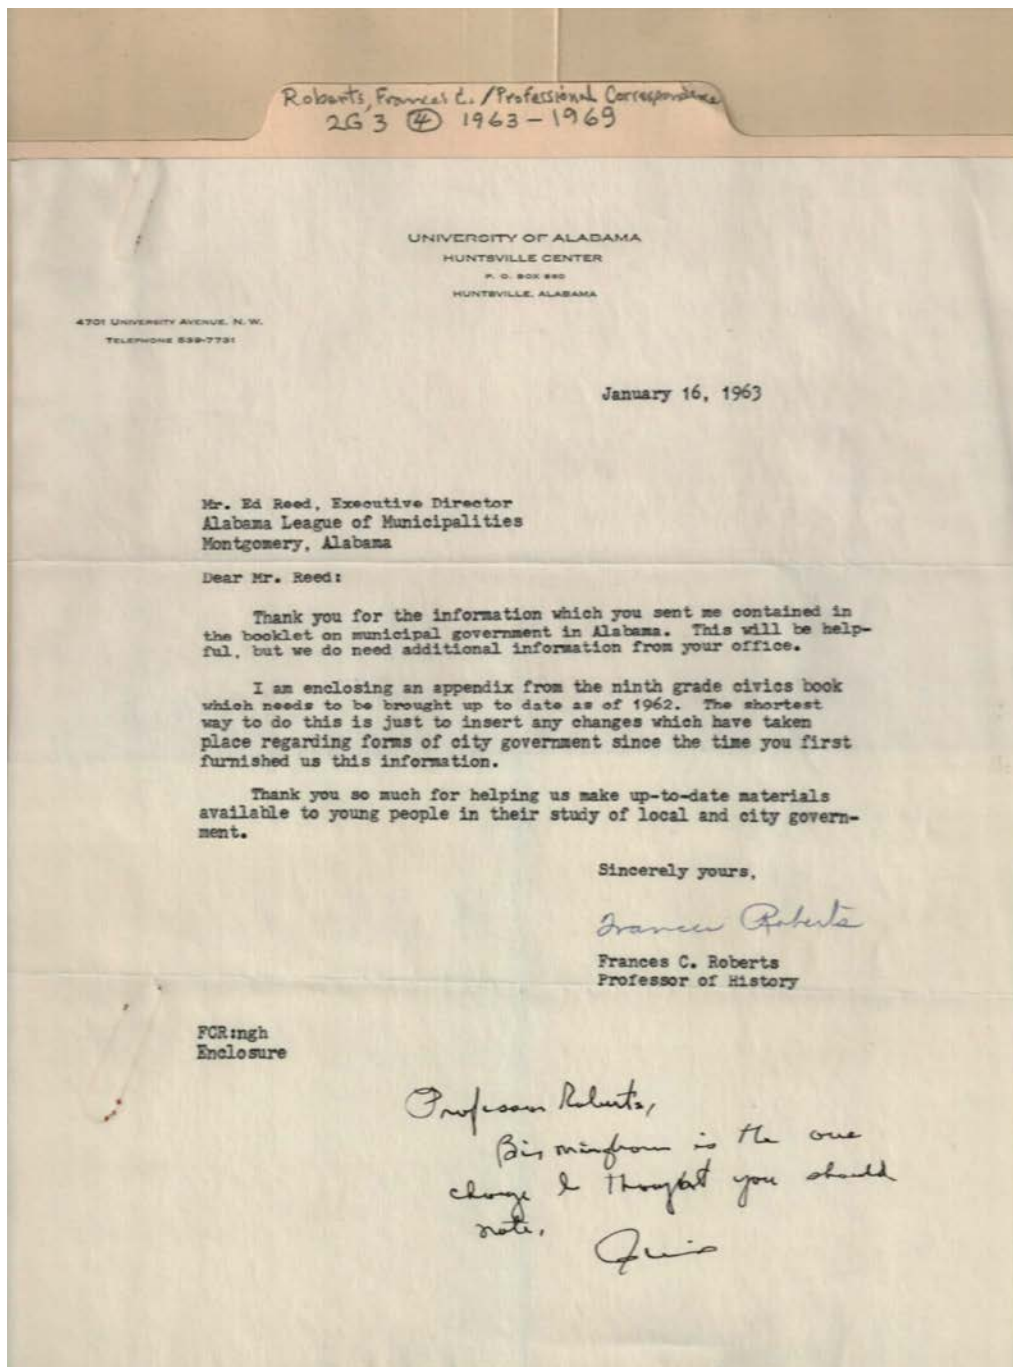 Roberts, Frances C. / Professional Correspondence
2G3 ④ 1963-1969
UNIVERSITY OF ALABAMA
HUNTSVILLE CENTER
P. O. BOX 860
HUNTSVILLE, ALABAMA
4701 UNIVERSITY AVENUE, N. W.
TELEPHONE 539-7731
January 16, 1963
Mr. Ed Reed, Executive Director
Alabama League of Municipalities
Montgomery, Alabama
Dear Mr. Reed:
Thank you for the information which you sent me contained in
the booklet on municipal government in Alabama. This will be help-
ful, but we do need additional information from your office.
I am enclosing an appendix from the ninth grade civics book
which needs to be brought up to date as of 1962. The shortest
way to do this is just to insert any changes which have taken
place regarding forms of city government since the time you first
furnished us this information.
Thank you so much for helping us make up-to-date materials
available to young people in their study of local and city govern-
ment.
Sincerely yours,
Frances Roberts
Frances C. Roberts
Professor of History
FCR:ngh
Enclosure
Professor Roberts,
Birmingham is the one
change I thought you should
note.